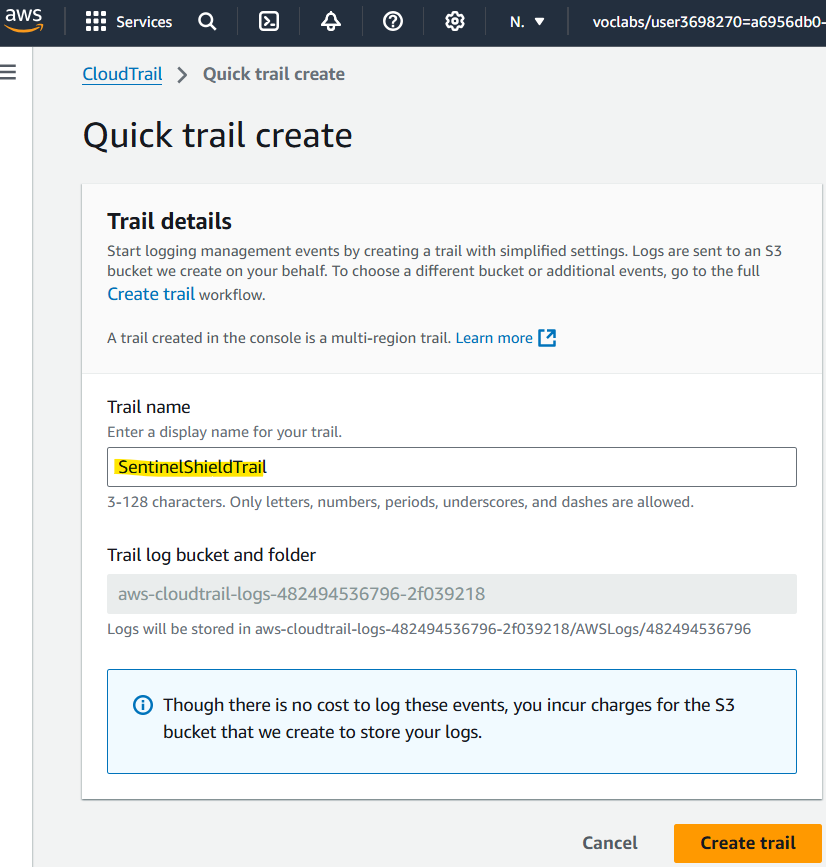 aws Services N. voclabs/user3698270=a6956db0-
CloudTrail Quick trail create
Quick trail create
Trail details
Start logging management events by creating a trail with simplified settings. Logs are sent to an S3
bucket we create on your behalf. To choose a different bucket or additional events, go to the full
Create trail workflow.
A trail created in the console is a multi-region trail. Learn more
Trail name
Enter a display name for your trail.
SentinelShieldTrail
3-128 characters. Only letters, numbers, periods, underscores, and dashes are allowed.
Trail log bucket and folder
aws-cloudtrail-logs-482494536796-2f039218
Logs will be stored in aws-cloudtrail-logs-482494536796-2f039218/AWSLogs/482494536796
Though there is no cost to log these events, you incur charges for the S3
bucket that we create to store your logs.
Cancel Create trail